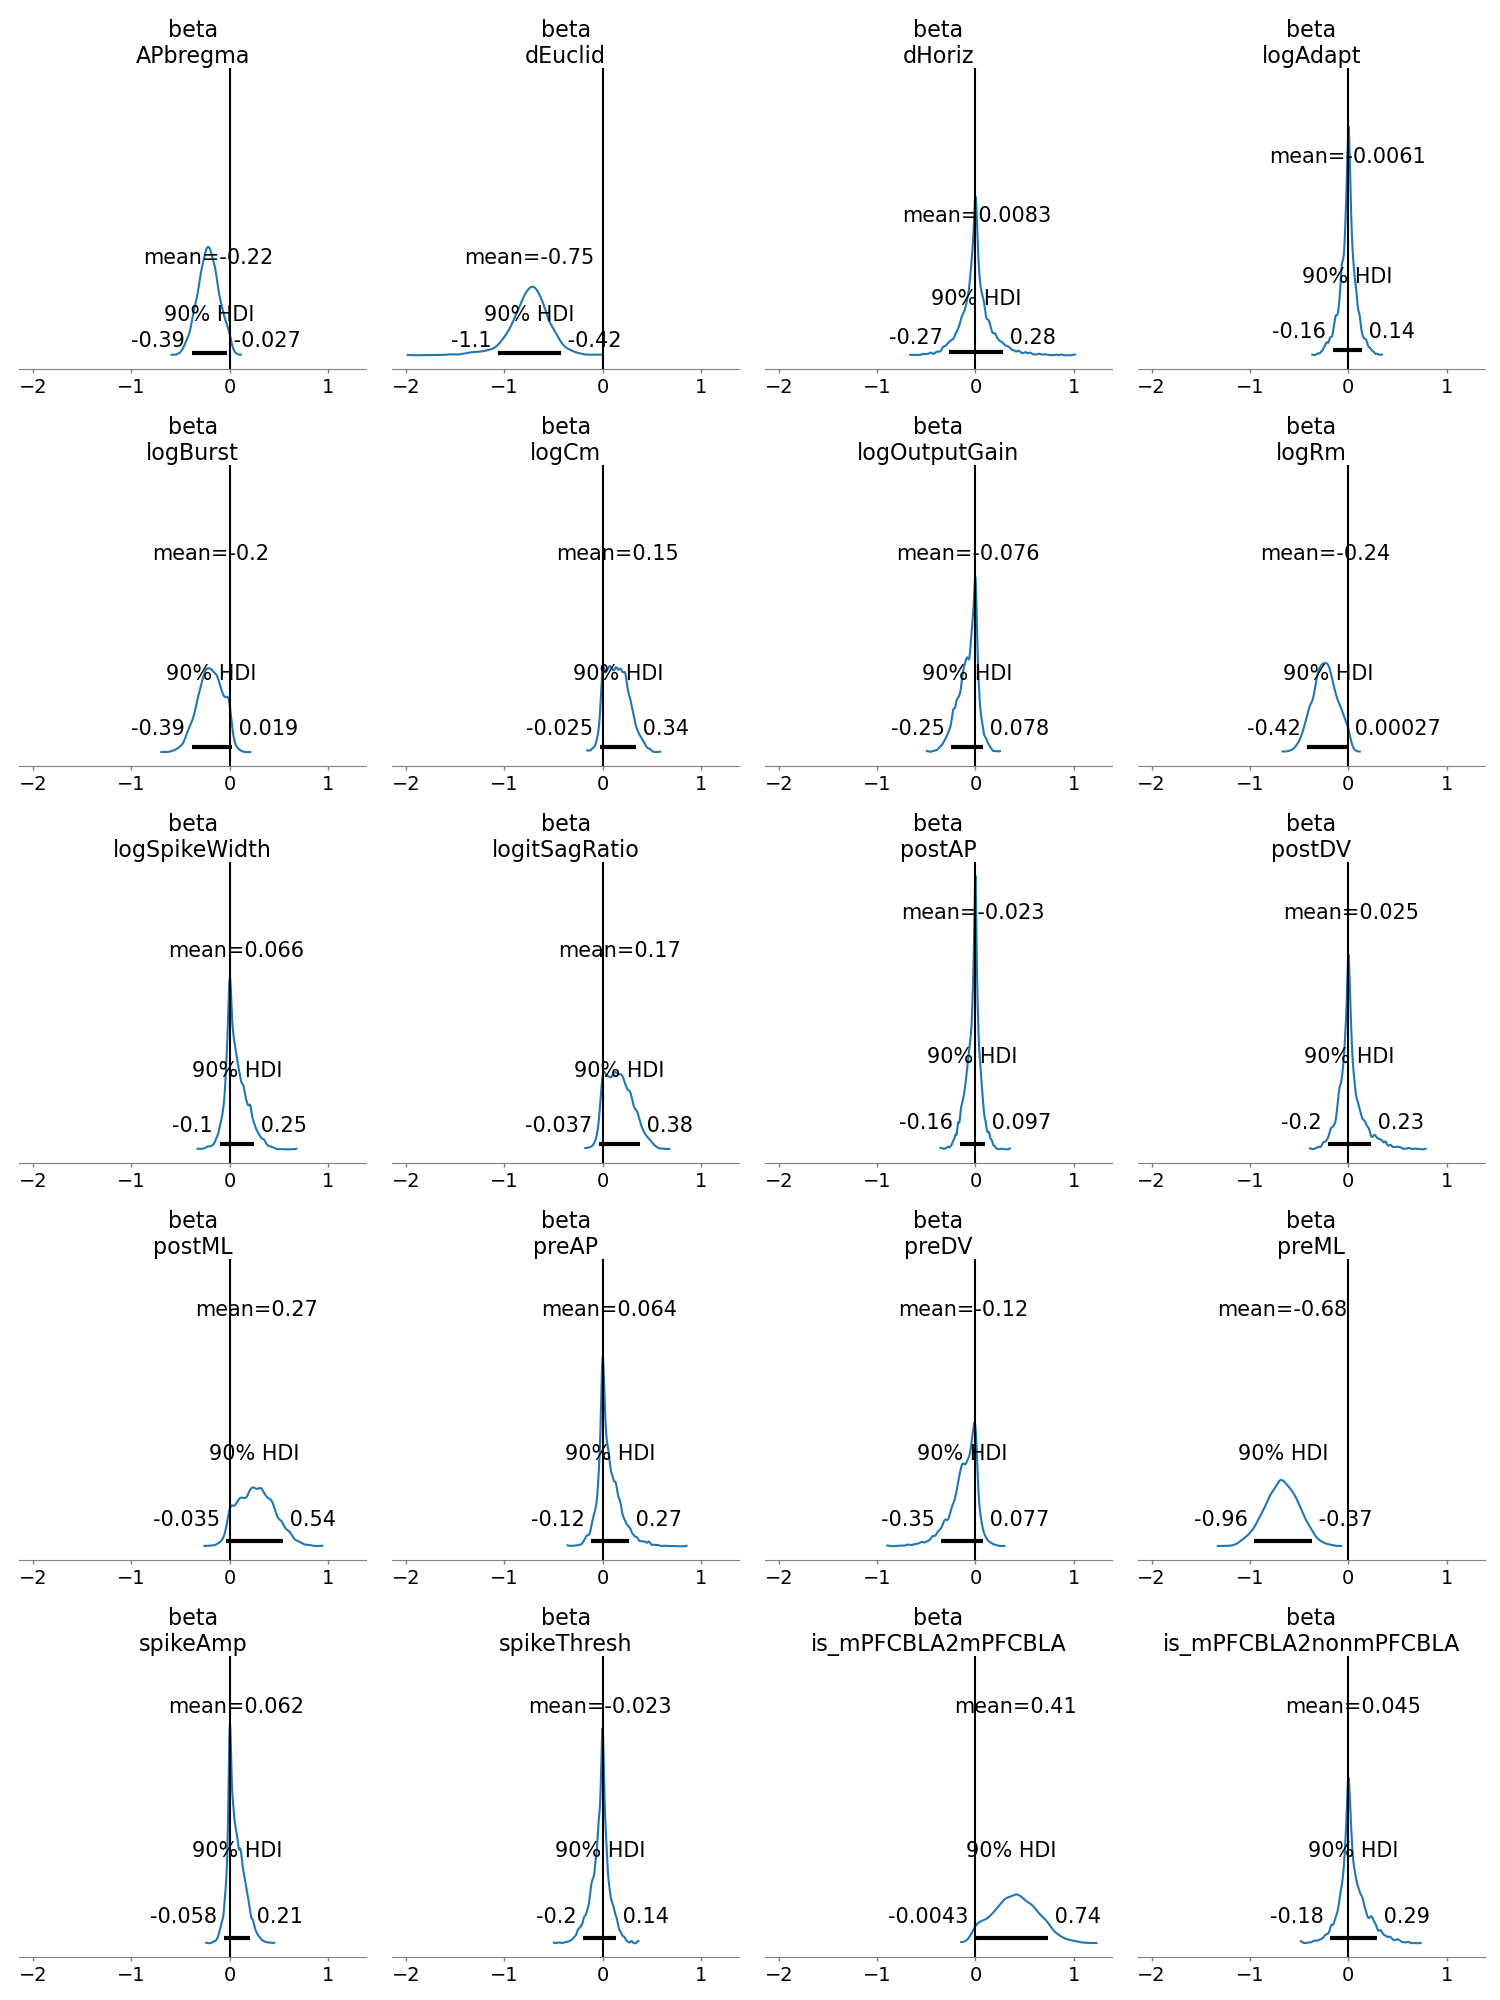 beta
APbregma
mean=-0.22
90% HDI
-0.39 -0.027
−2 −1 0 1
beta
dEuclid
mean=-0.75
90% HDI
-1.1 -0.42
−2 −1 0 1
beta
dHoriz
mean=0.0083
90% HDI
-0.27 0.28
−2 −1 0 1
beta
logAdapt
mean=-0.0061
90% HDI
-0.16 0.14
−2 −1 0 1
beta
logBurst
mean=-0.2
90% HDI
-0.39 0.019
−2 −1 0 1
beta
logCm
mean=0.15
90% HDI
-0.025 0.34
−2 −1 0 1
beta
logOutputGain
mean=-0.076
90% HDI
-0.25 0.078
−2 −1 0 1
beta
logRm
mean=-0.24
90% HDI
-0.42 0.00027
−2 −1 0 1
beta
logSpikeWidth
mean=0.066
90% HDI
-0.1 0.25
−2 −1 0 1
beta
logitSagRatio
mean=0.17
90% HDI
-0.037 0.38
−2 −1 0 1
beta
postAP
mean=-0.023
90% HDI
-0.16 0.097
−2 −1 0 1
beta
postDV
mean=0.025
90% HDI
-0.2 0.23
−2 −1 0 1
beta
postML
mean=0.27
90% HDI
-0.035 0.54
−2 −1 0 1
beta
preAP
mean=0.064
90% HDI
-0.12 0.27
−2 −1 0 1
beta
preDV
mean=-0.12
90% HDI
-0.35 0.077
−2 −1 0 1
beta
preML
mean=-0.68
90% HDI
-0.96 -0.37
−2 −1 0 1
beta
spikeAmp
mean=0.062
90% HDI
-0.058 0.21
−2 −1 0 1
beta
spikeThresh
mean=-0.023
90% HDI
-0.2 0.14
−2 −1 0 1
beta
is_mPFCBLA2mPFCBLA
mean=0.41
90% HDI
-0.0043 0.74
−2 −1 0 1
beta
is_mPFCBLA2nonmPFCBLA
mean=0.045
90% HDI
-0.18 0.29
−2 −1 0 1